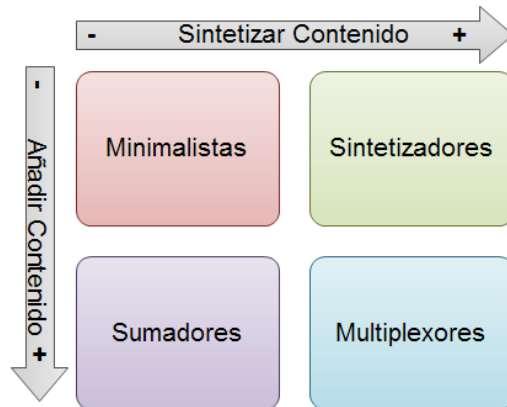 - Sintetizar Contenido +
- Añadir Contenido +
Minimalistas
Sintetizadores
Sumadores
Multiplexores